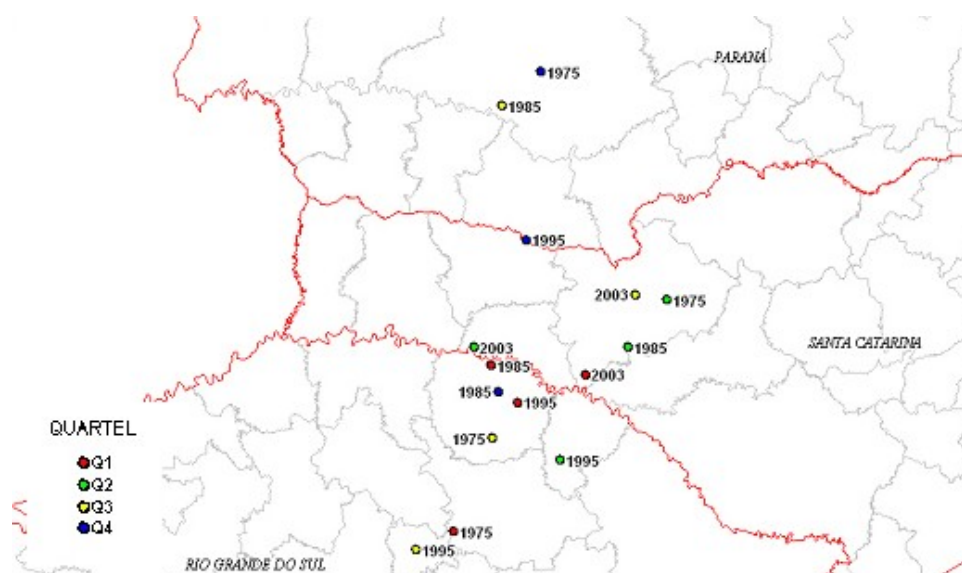 PARANÁ
1975
1985
1995
2003
1975
SANTA CATARINA
1985
2003
1985
2003
1985
1995
1975
1995
QUARTEL
Q1
Q2
Q3
Q4
1975
1995
RIO GRANDE DO SUL